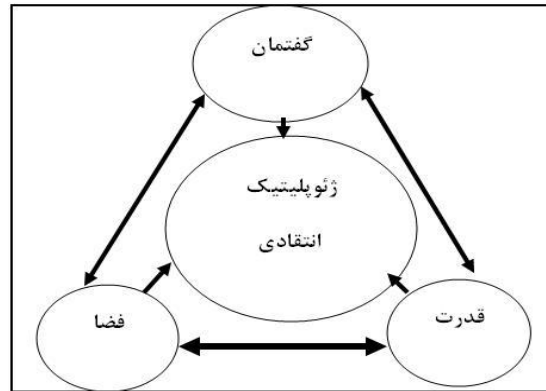 گفتمان
ژئوپلیتیک
انتقادی
فضا
قدرت